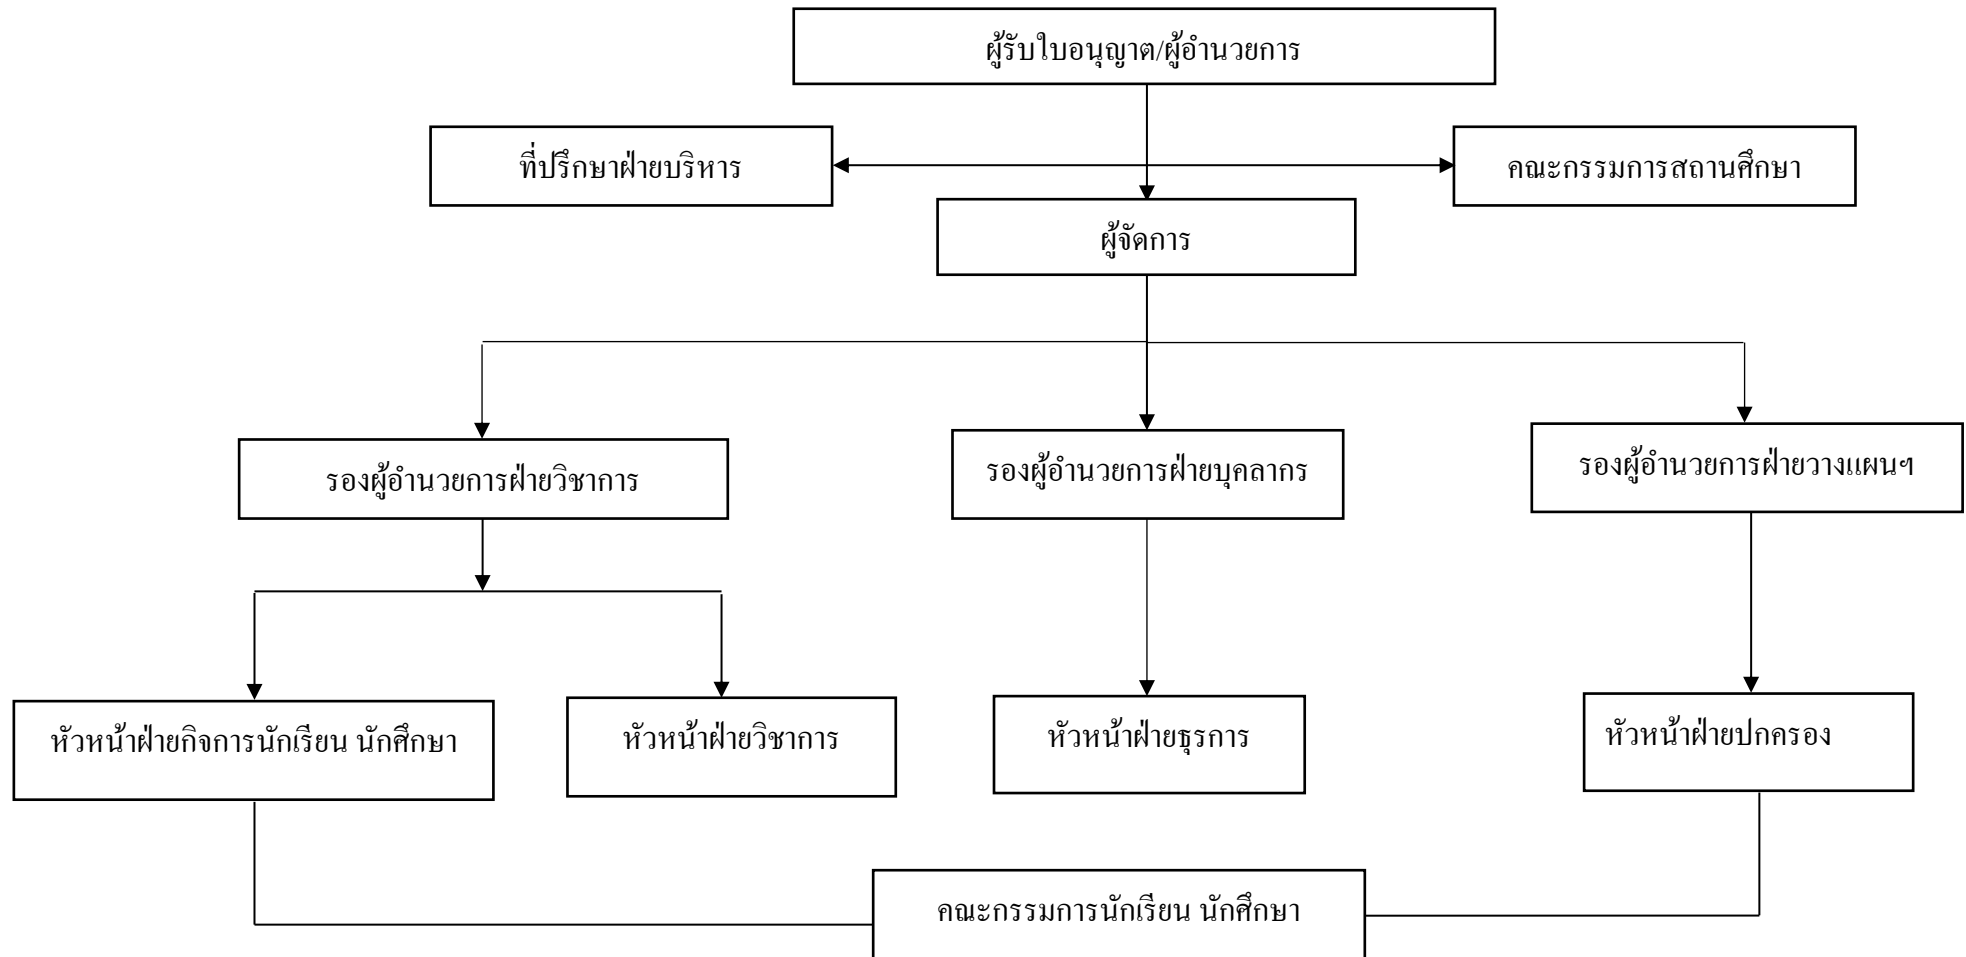 ผู้รับใบอนุญาต/ผู้อำนวยการ
ที่ปรึกษาฝ่ายบริหาร
คณะกรรมการสถานศึกษา
ผู้จัดการ
รองผู้อำนวยการฝ่ายวิชาการ
รองผู้อำนวยการฝ่ายบุคลากร
รองผู้อำนวยการฝ่ายวางแผนฯ
หัวหน้าฝ่ายกิจการนักเรียน นักศึกษา
หัวหน้าฝ่ายวิชาการ
หัวหน้าฝ่ายธุรการ
หัวหน้าฝ่ายปกครอง
คณะกรรมการนักเรียน นักศึกษา